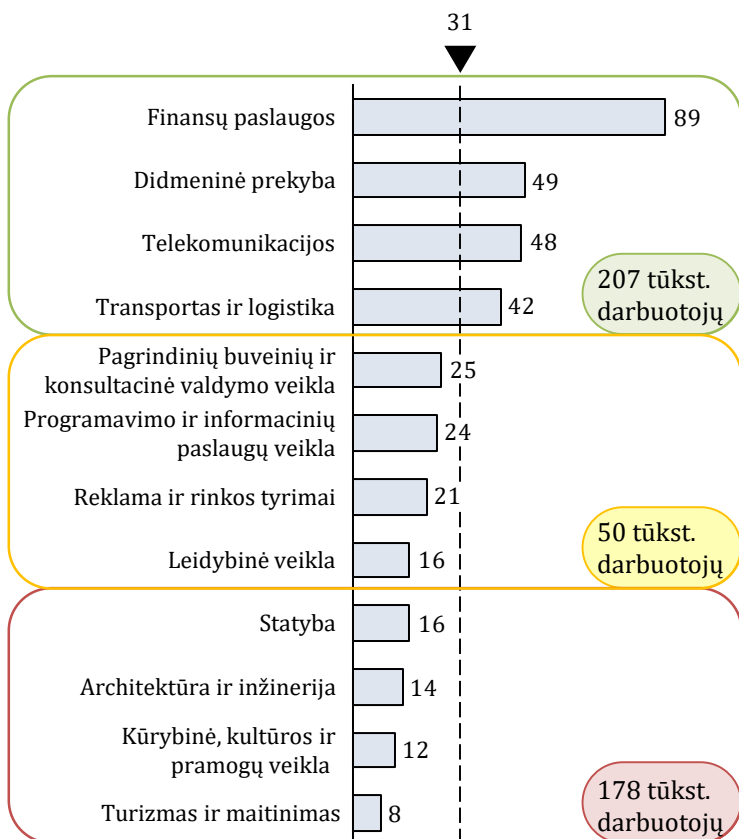 31
Finansų paslaugos
89
Didmeninė prekyba
49
Telekomunikacijos
48
Transportas ir logistika
42
207 tūkst.
darbuotojų
Pagrindinių buveinių ir
konsultacinė valdymo veikla
25
Programavimo ir informacinių
paslaugų veikla
24
Reklama ir rinkos tyrimai
21
Leidybinė veikla
16
50 tūkst.
darbuotojų
Statyba
16
Architektūra ir inžinerija
14
Kūrybinė, kultūros ir
pramogų veikla
12
Turizmas ir maitinimas
8
178 tūkst.
darbuotojų